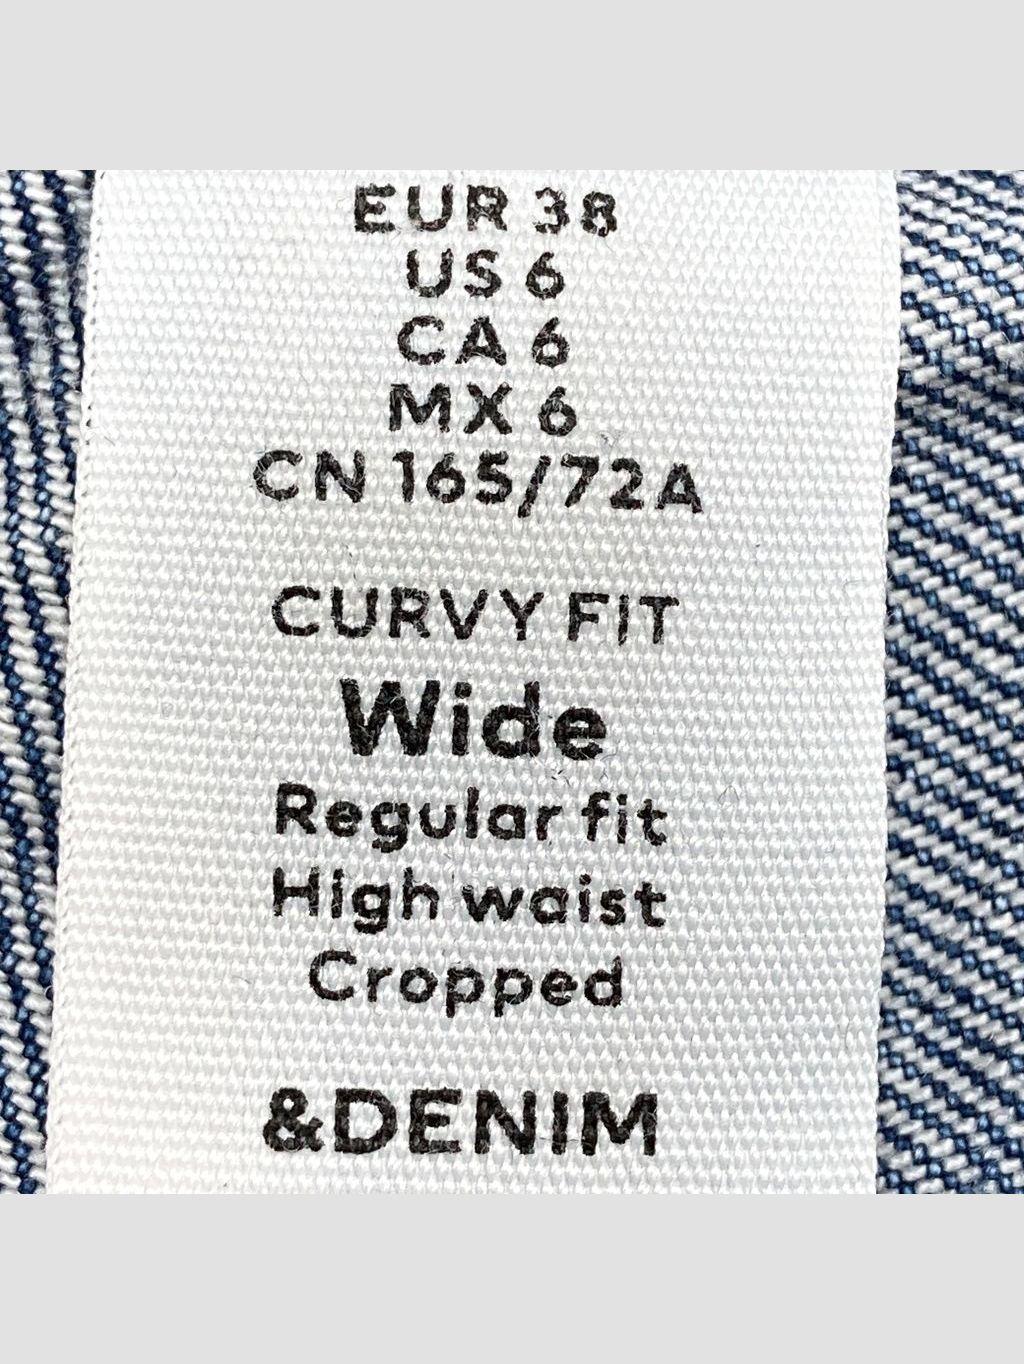 EUR 38
US 6
CA 6
MX 6
CN 165/72A
CURVY FIT
Wide
Regular fit
High waist
Cropped
&DENIM